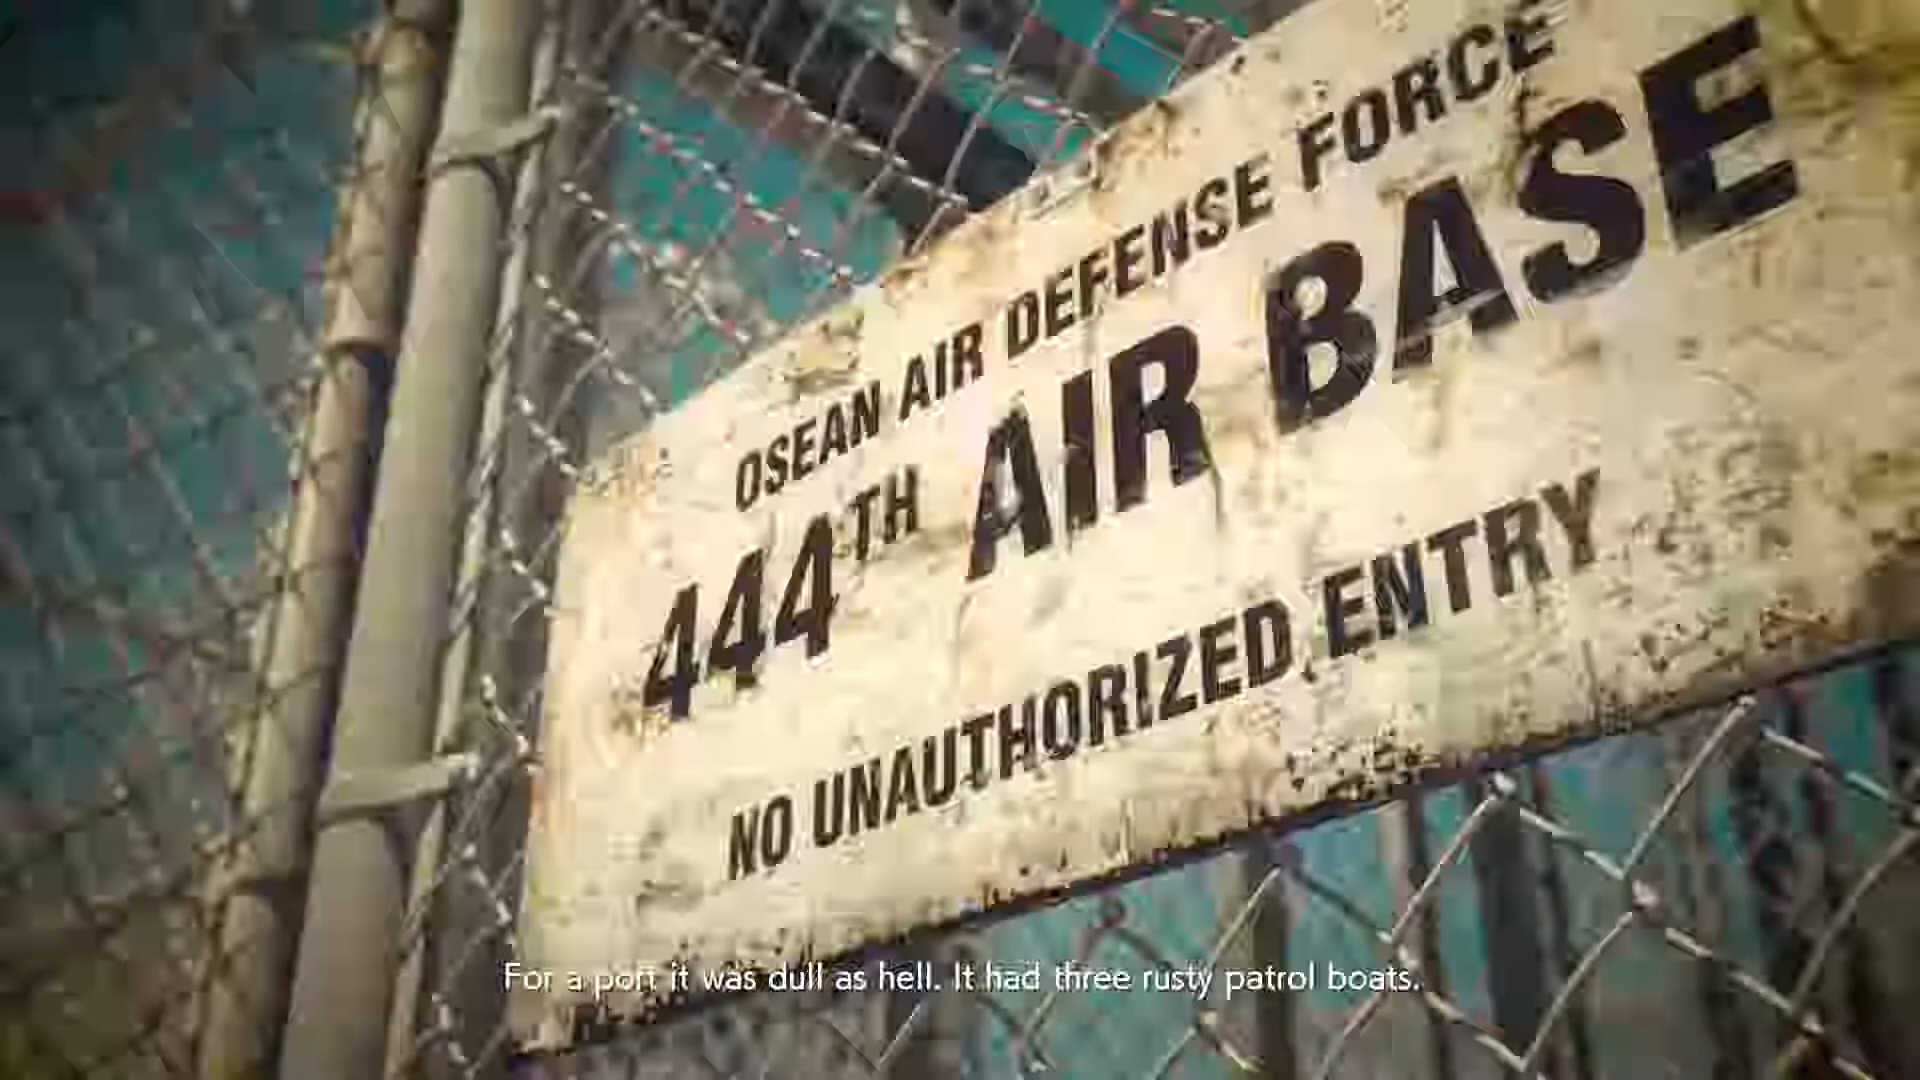 OSEAN AIR DEFENSE FORCE
444TH AIR BASE
NO UNAUTHORIZED ENTRY
For a port it was dull as hell. It had three rusty patrol boats.